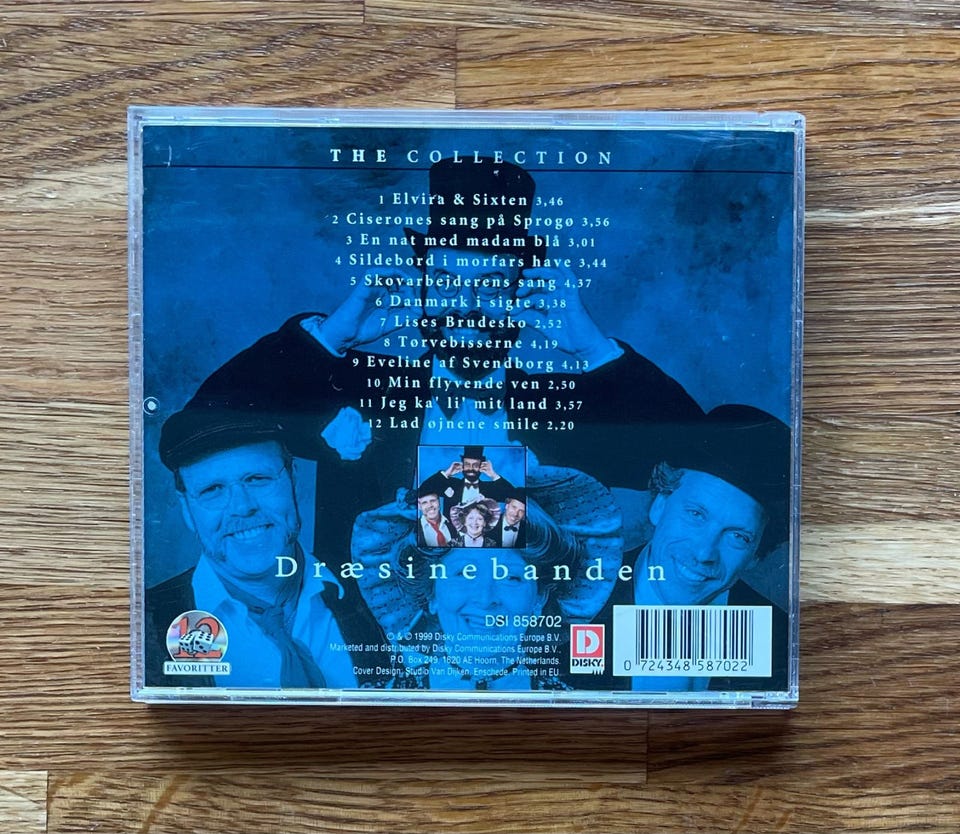 THE COLLECTION
1 Elvira & Sixten 3,46
2 Ciserones sang på Sprogø 3,56
3 En nat med madam blå 3,01
4 Sildebord i morfars have 3,44
5 Skovarbejderens sang 4,37
6 Danmark i sigte 3,38
7 Lises Brudesko 2,52
8 Tørvebisserne 4,19
9 Eveline af Svendborg 4,13
10 Min flyvende ven 2,50
11 Jeg ka' li' mit land 3,57
12 Lad øjnene smile 2,20
Dræsinebanden
12
FAVORITTER
DSI 858702
℗ & © 1999 Disky Communications Europe B.V.
Marketed and distributed by Disky Communications Europe B.V.,
P.O. Box 249, 1620 AE Hoorn, The Netherlands.
Cover Design: Studio Van Dijken, Enschede. Printed in EU
D
DISKY
0 724348 587022